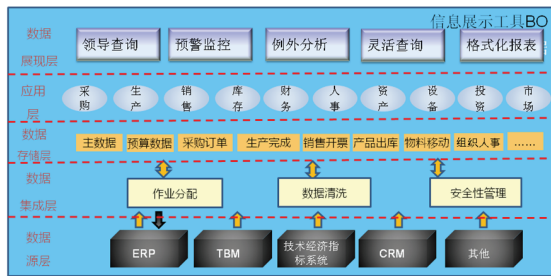 信息展示工具BO
数据
展现层
领导查询 预警监控 例外分析 灵活查询 格式化报表
应用
层
采购 生产 销售 库存 财务 人事 资产 设备 投资 市场
数据
存储层
主数据 预算数据 采购订单 生产完成 销售开票 产品出库 物料移动 组织人事 ……
数据
集成层
作业分配 数据清洗 安全性管理
数据
源层
ERP TBM 技术经济指 CRM 其他
标系统